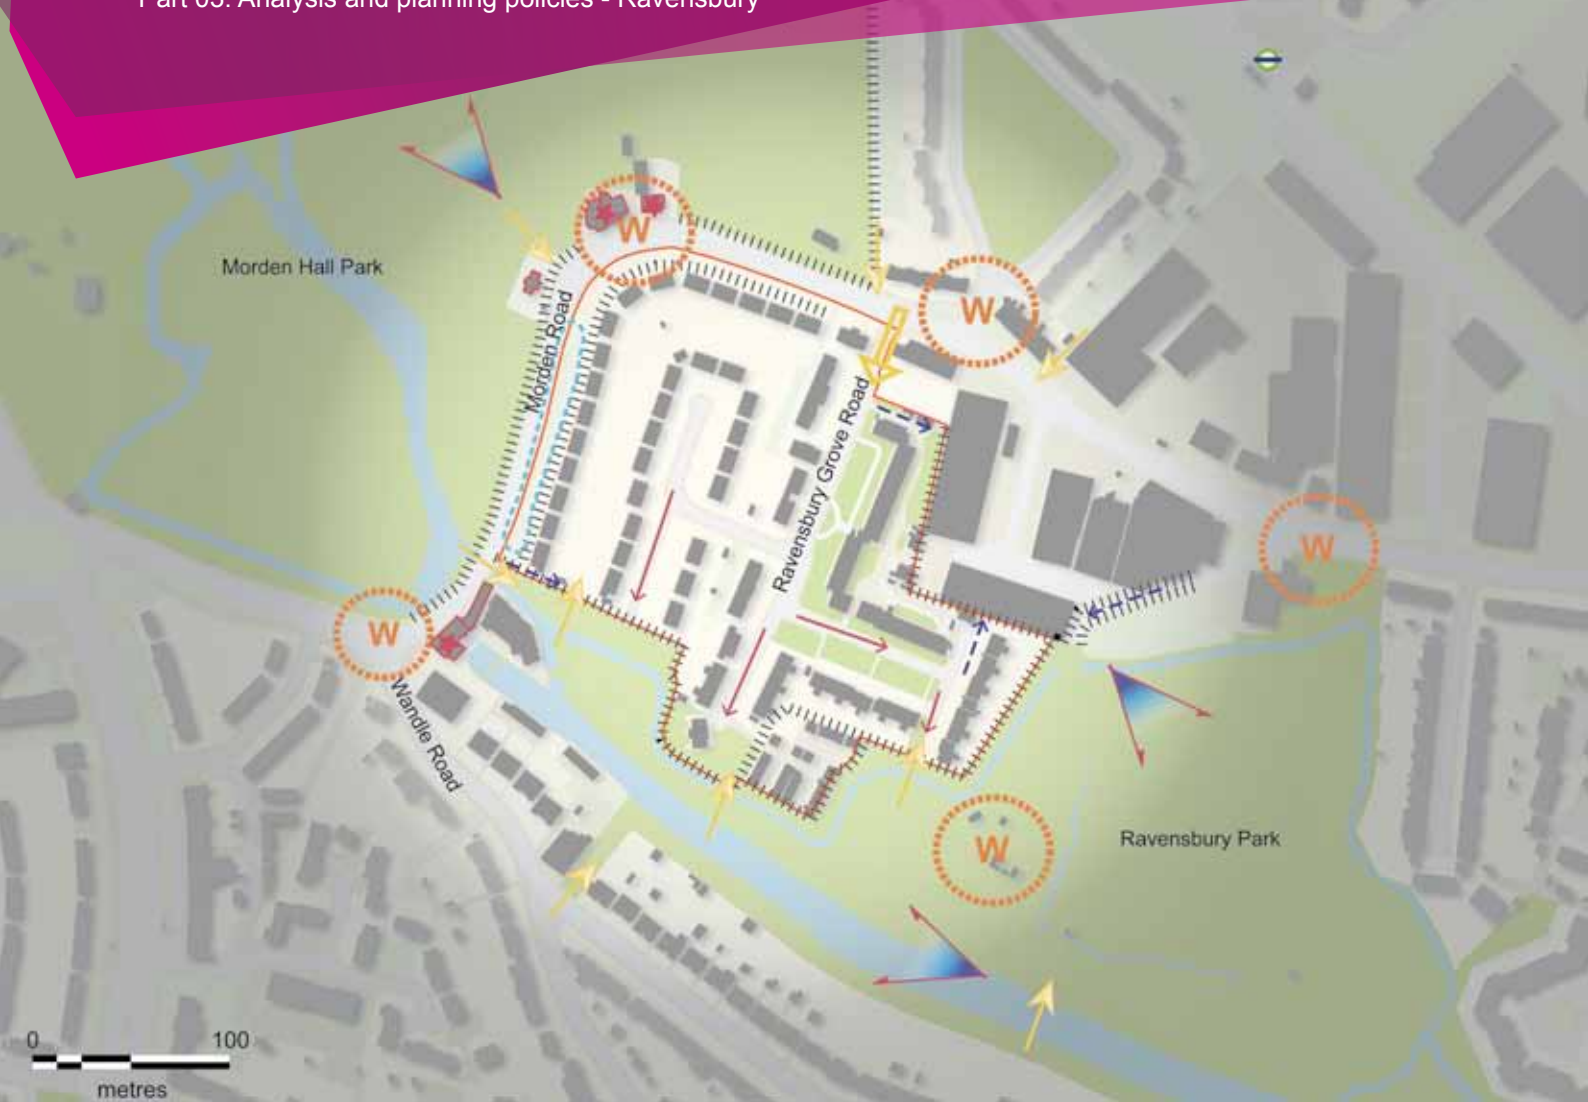 Part 03: Analysis and planning policies - Ravensbury
Morden Hall Park
W
W
Morden Road
Ravensbury Grove Road
W
W
Wandle Road
Ravensbury Park
W
0 100
metres